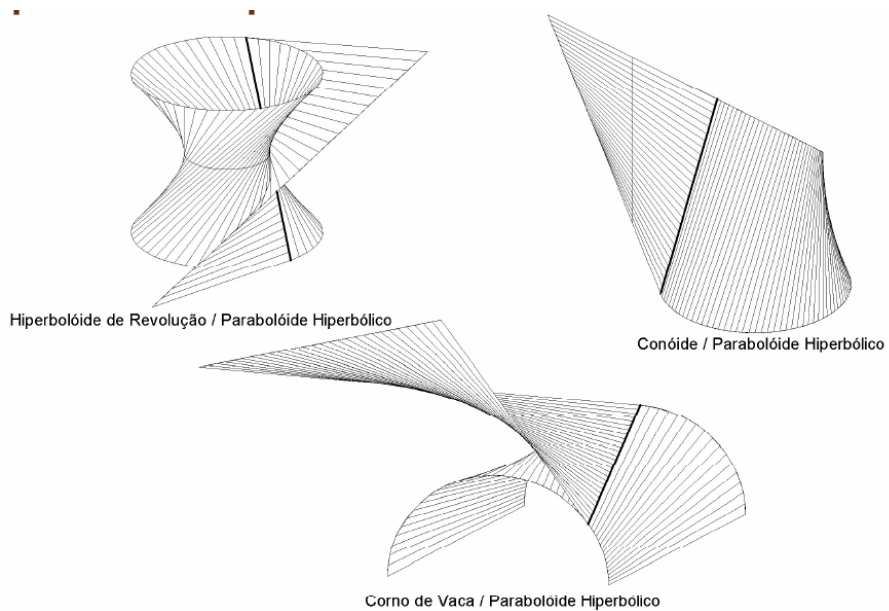 Hiperbolóide de Revolução / Parabolóide Hiperbólico
Conóide / Parabolóide Hiperbólico
Corno de Vaca / Parabolóide Hiperbólico